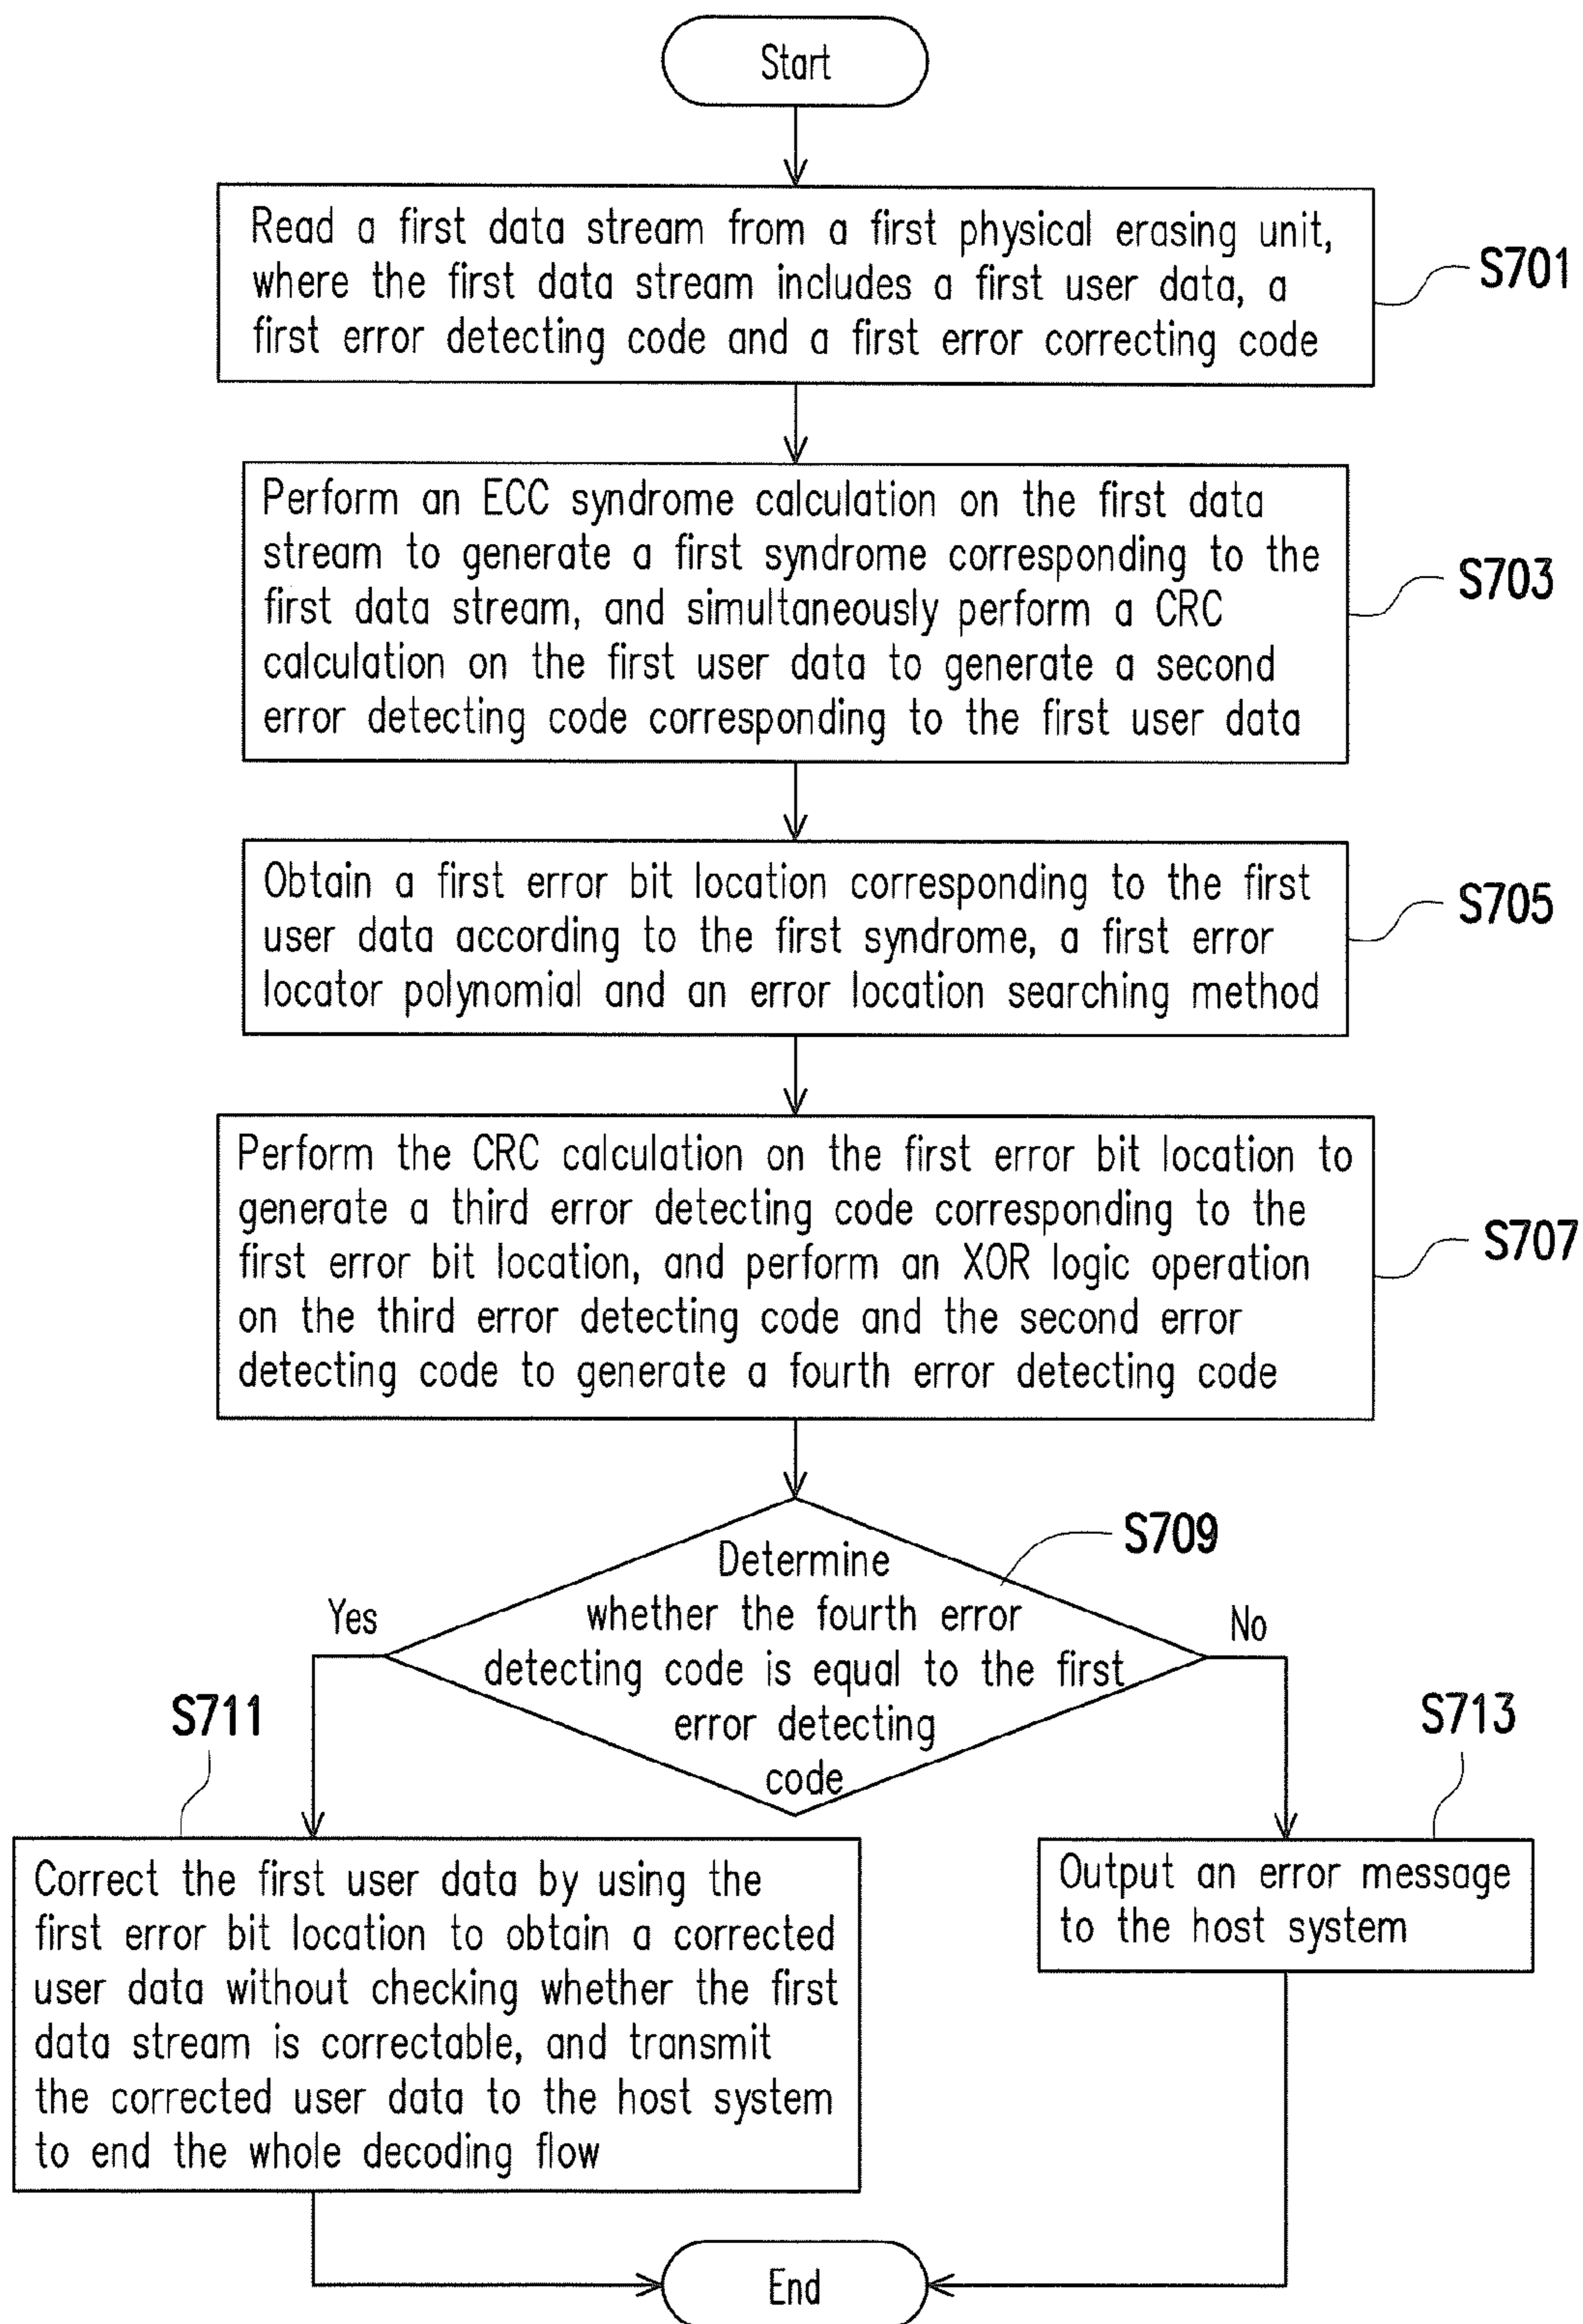 Start
Read a first data stream from a first physical erasing unit,
where the first data stream includes a first user data, a
first error detecting code and a first error correcting code
S701
Perform an ECC syndrome calculation on the first data
stream to generate a first syndrome corresponding to the
first data stream, and simultaneously perform a CRC
calculation on the first user data to generate a second
error detecting code corresponding to the first user data
S703
Obtain a first error bit location corresponding to the first
user data according to the first syndrome, a first error
locator polynomial and an error location searching method
S705
Perform the CRC calculation on the first error bit location to
generate a third error detecting code corresponding to the
first error bit location, and perform an XOR logic operation
on the third error detecting code and the second error
detecting code to generate a fourth error detecting code
S707
Determine
whether the fourth error
detecting code is equal to the first
error detecting
code
S709
Yes
No
S711
Correct the first user data by using the
first error bit location to obtain a corrected
user data without checking whether the first
data stream is correctable, and transmit
the corrected user data to the host system
to end the whole decoding flow
S713
Output an error message
to the host system
End